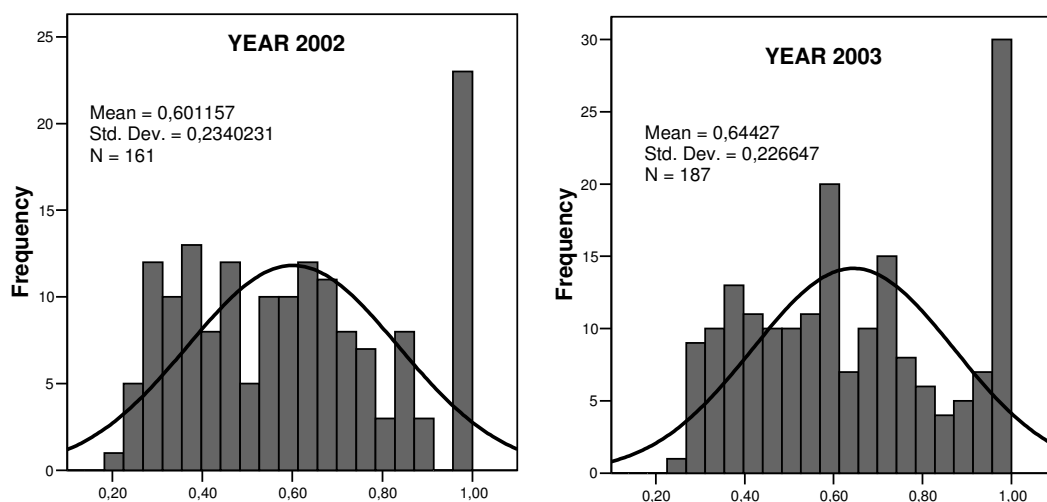 YEAR 2002
Mean = 0,601157
Std. Dev. = 0,2340231
N = 161
Frequency
25
20
15
10
5
0
0,20 0,40 0,60 0,80 1,00
YEAR 2003
Mean = 0,64427
Std. Dev. = 0,226647
N = 187
Frequency
30
25
20
15
10
5
0
0,20 0,40 0,60 0,80 1,00